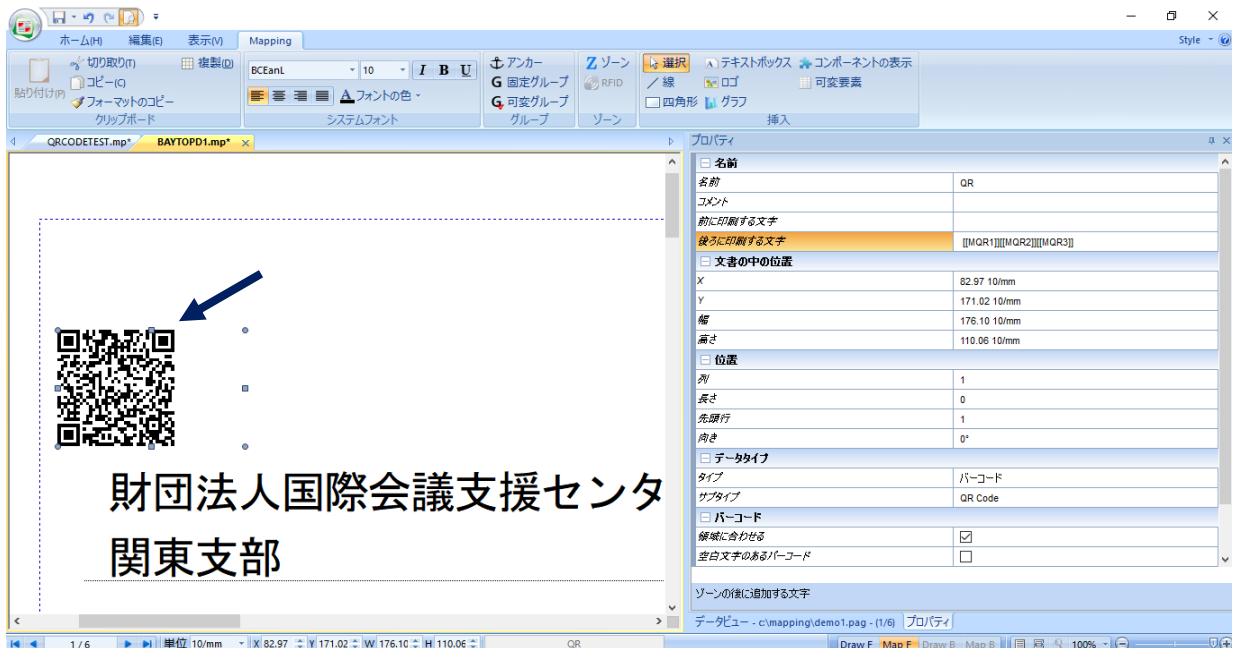 ホーム(H) 編集(E) 表示(V) Mapping Style
切り取り(T) 複製(D)
コピー(C)
貼り付け(P)
フォーマットのコピー
クリップボード
BCEanL 10 I B U
A フォントの色
システムフォント
アンカー
G 固定グループ
G 可変グループ
グループ
Z ゾーン
RFID
ゾーン
選択 テキストボックス コンポーネントの表示
線 ロゴ 可変要素
四角形 グラフ
挿入
QRCODETEST.mp* BAYTOPD1.mp*
財団法人国際会議支援センタ
関東支部
プロパティ
名前
名前 QR
コメント
前に印刷する文字
後ろに印刷する文字 [[MQR1]][[MQR2]][[MQR3]]
文書の中の位置
X 82.97 10/mm
Y 171.02 10/mm
幅 176.10 10/mm
高さ 110.06 10/mm
位置
列 1
長さ 0
先頭行 1
向き 0°
データタイプ
タイプ バーコード
サブタイプ QR Code
バーコード
領域に合わせる
空白文字のあるバーコード
ゾーンの後に追加する文字
データビュー - c:\mapping\demo1.pag - (1/6) プロパティ
1/6 単位 10/mm X 82.97 Y 171.02 W 176.10 H 110.06 QR Draw F Map F Draw B Map B 100%